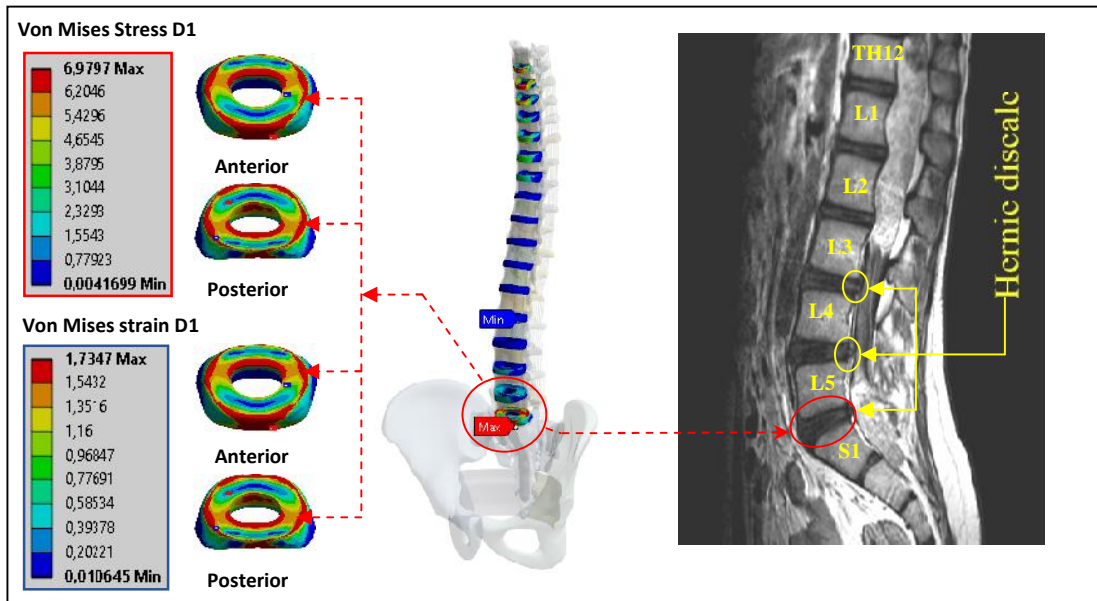 Von Mises Stress D1
6,9797 Max
6,2046
5,4296
4,6545
3,8795
3,1044
2,3293
1,5543
0,77923
0,0041699 Min
Anterior
Posterior
Von Mises strain D1
1,7347 Max
1,5432
1,3516
1,16
0,96847
0,77691
0,58534
0,39378
0,20221
0,010645 Min
Anterior
Posterior
Min
Max
TH12
L1
L2
L3
L4
L5
S1
Hernie discale